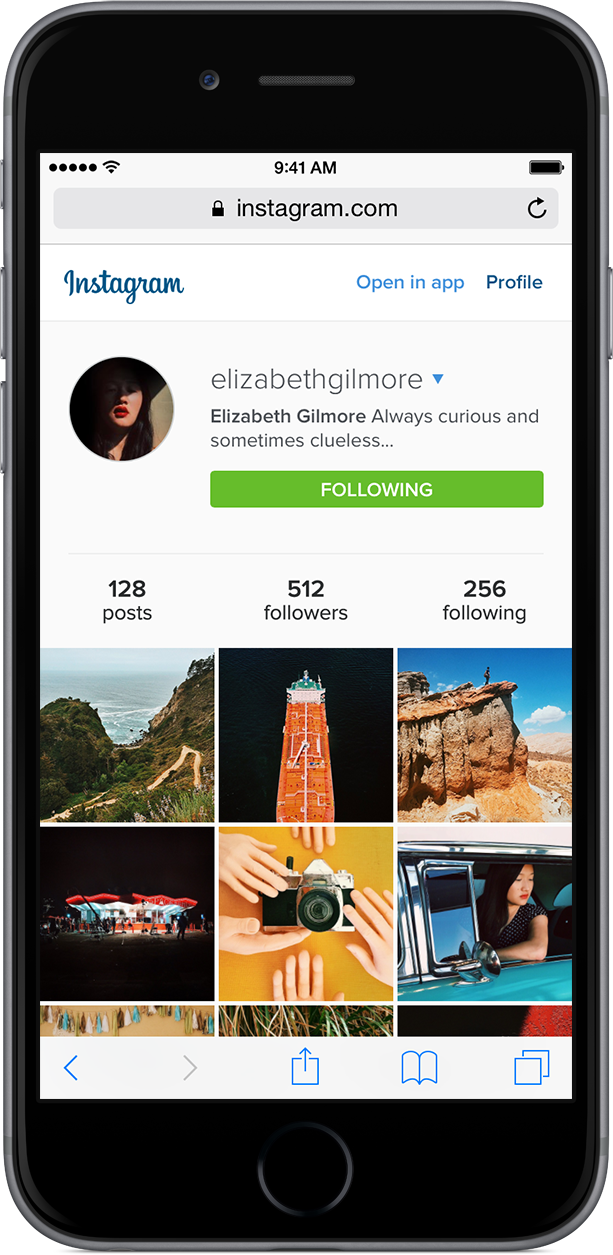 9:41 AM
instagram.com
Instagram
Open in app Profile
elizabethgilmore
Elizabeth Gilmore Always curious and
sometimes clueless...
FOLLOWING
128 512 256
posts followers following